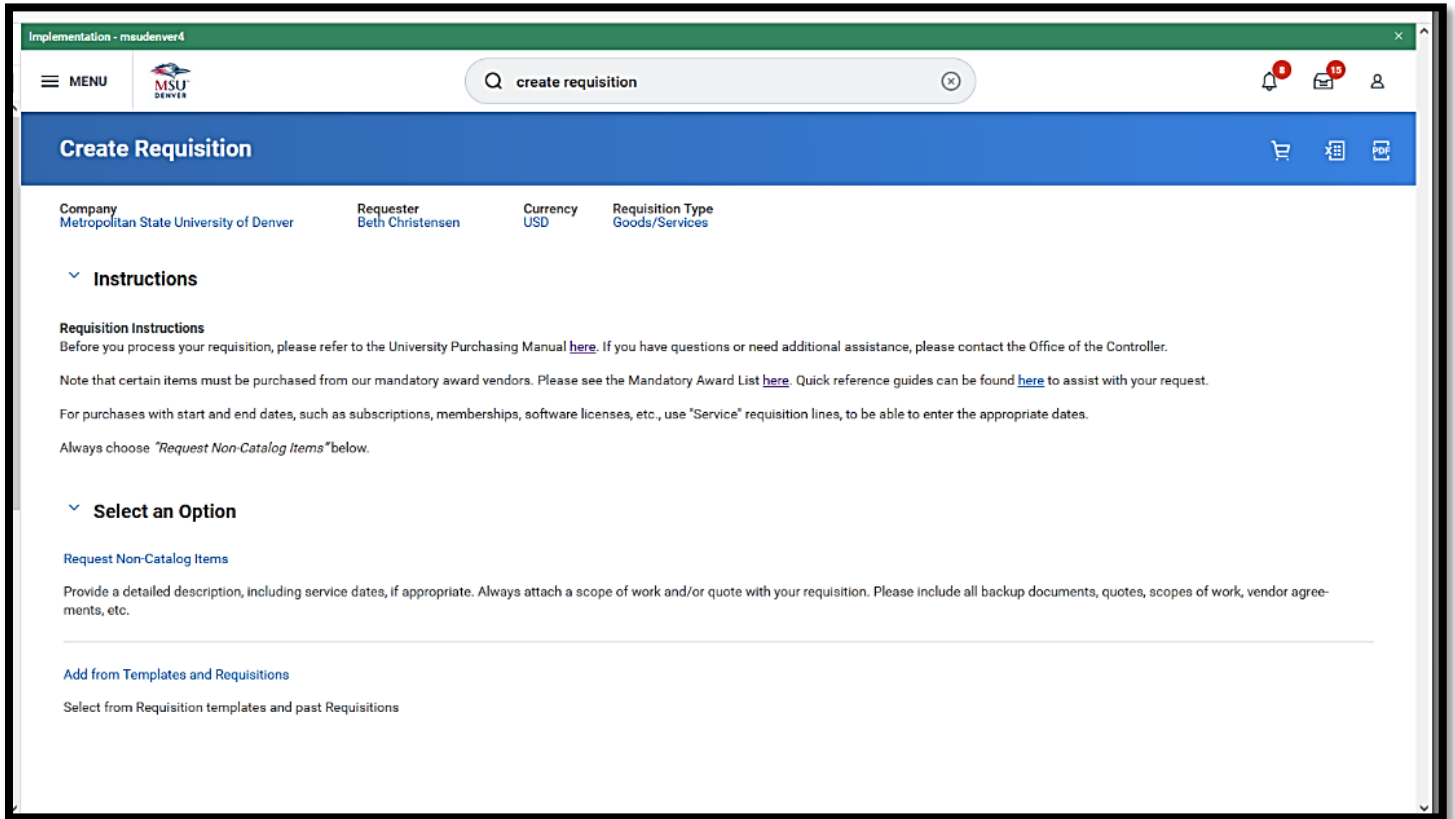 Implementation - msudenver4
MENU
MSU
DENVER
create requisition
8
15
Create Requisition
PDF
Company
Metropolitan State University of Denver
Requester
Beth Christensen
Currency
USD
Requisition Type
Goods/Services
Instructions
Requisition Instructions
Before you process your requisition, please refer to the University Purchasing Manual here. If you have questions or need additional assistance, please contact the Office of the Controller.
Note that certain items must be purchased from our mandatory award vendors. Please see the Mandatory Award List here. Quick reference guides can be found here to assist with your request.
For purchases with start and end dates, such as subscriptions, memberships, software licenses, etc., use "Service" requisition lines, to be able to enter the appropriate dates.
Always choose "Request Non-Catalog Items" below.
Select an Option
Request Non-Catalog Items
Provide a detailed description, including service dates, if appropriate. Always attach a scope of work and/or quote with your requisition. Please include all backup documents, quotes, scopes of work, vendor agree-
ments, etc.
Add from Templates and Requisitions
Select from Requisition templates and past Requisitions